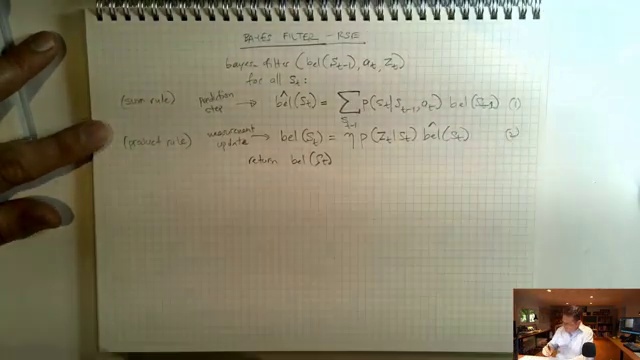 BAYES FILTER - RSE
bayes filter (bel(S_{t-1}), a_t, Z_t)
for all S_t:
(sum rule) prediction step → \hat{bel}(S_t) = ∑_{S_{t-1}} P(S_t|S_{t-1}, a_t) bel(S_{t-1}) (1)
(product rule) measurement update → bel(S_t) = η P(Z_t|S_t) \hat{bel}(S_t) (2)
return bel(S_t)